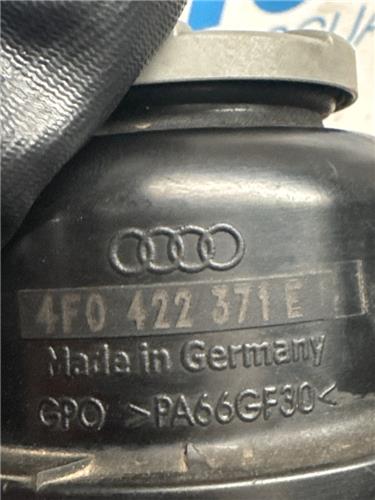 4F0 422 371 E
Made in Germany
GPO >PA66GF30<